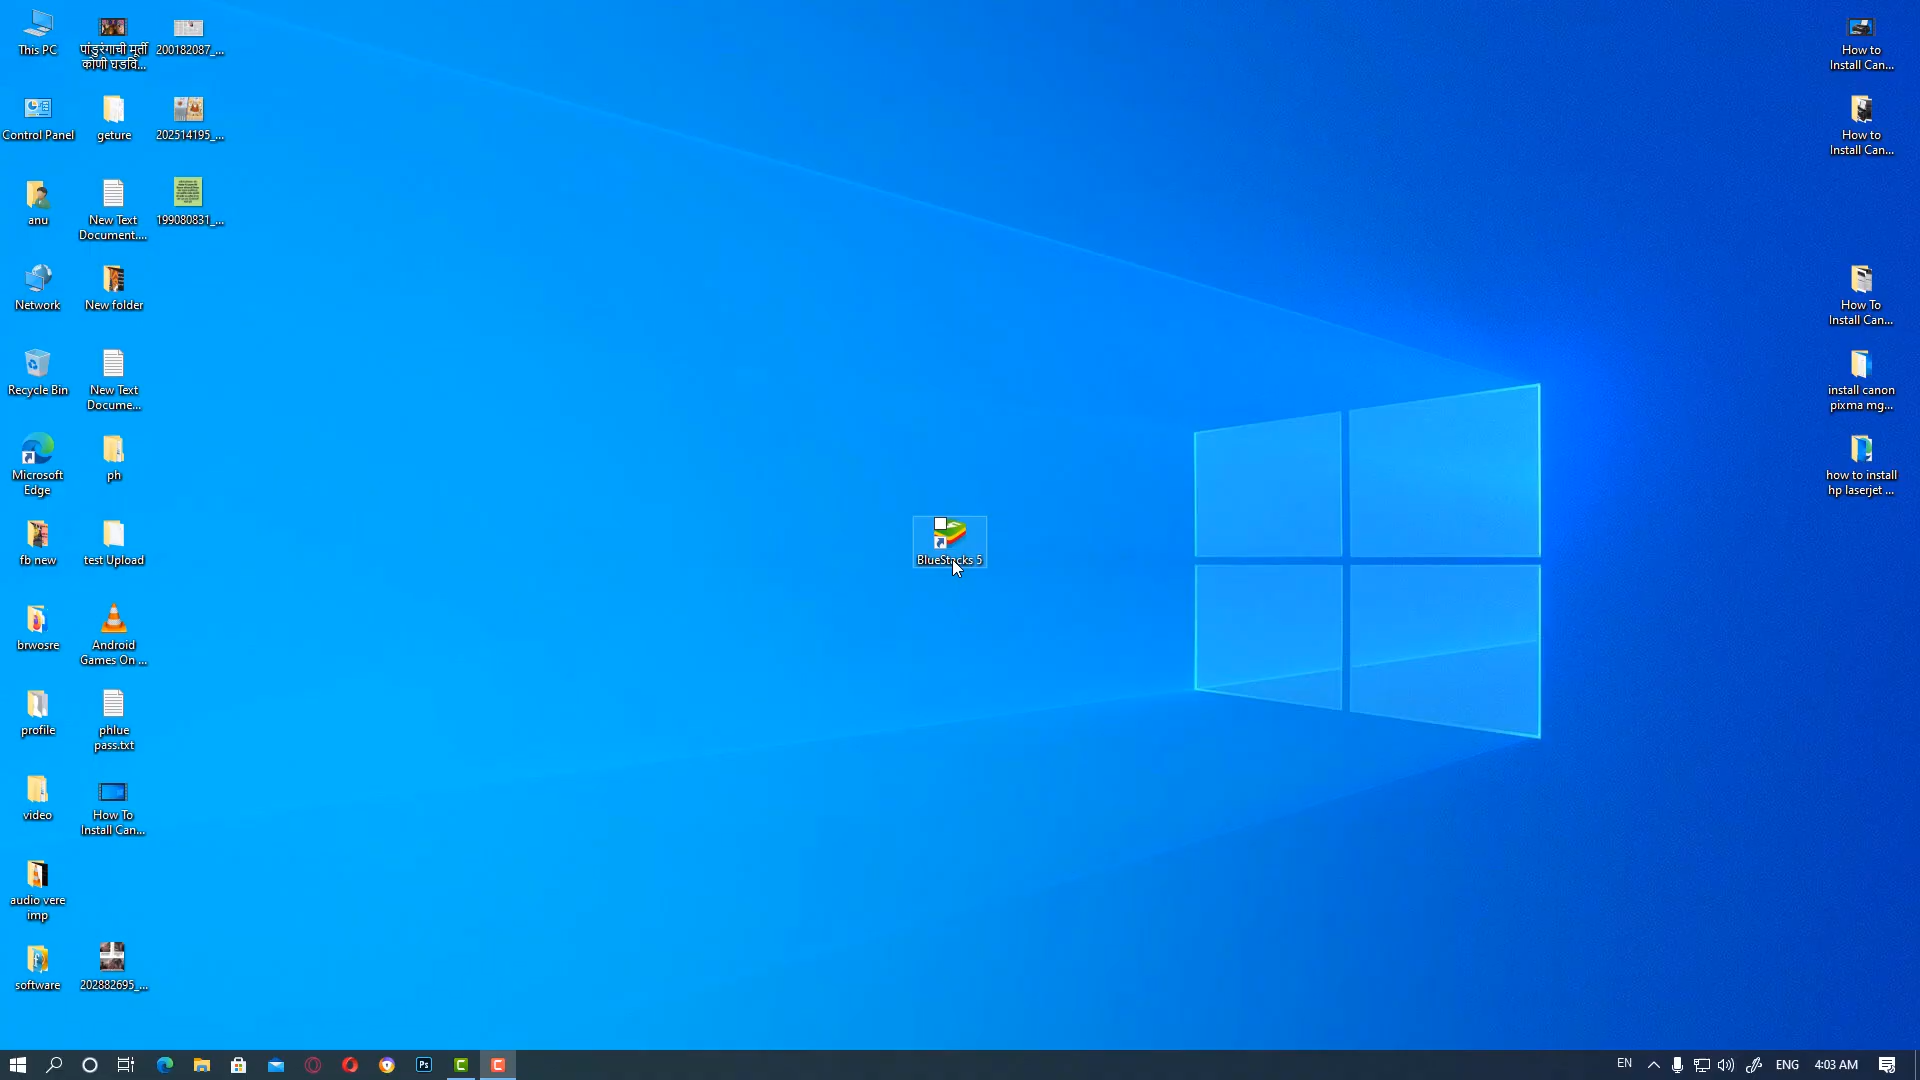 This PC
पांडुरंगाची मूर्ती
कोणी घडवि...
200182087_...
Control Panel
geture
202514195_...
anu
New Text
Document....
199080831_...
Network
New folder
Recycle Bin
New Text
Docume...
Microsoft
Edge
ph
fb new
test Upload
brwosre
Android
Games On ...
profile
phlue
pass.txt
video
How To
Install Can...
audio vere
imp
software
202882695_...
BlueStacks 5
How to
Install Can...
How to
Install Can...
How To
Install Can...
install canon
pixma mg...
how to install
hp laserjet ...
Ps
C
C
EN
ENG
4:03 AM